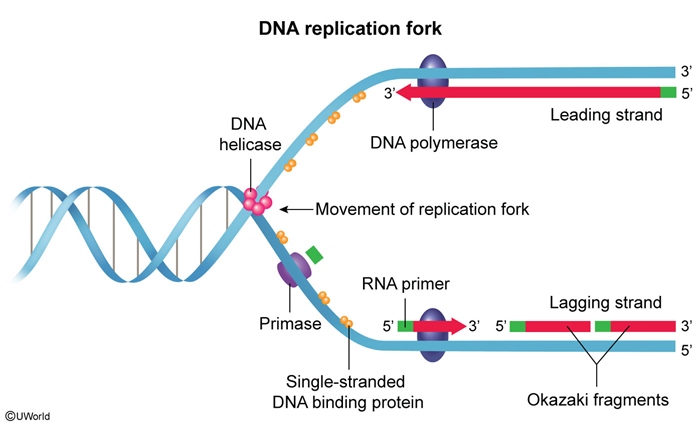 DNA replication fork
3’
3’
5’
Leading strand
DNA
helicase
DNA polymerase
Movement of replication fork
RNA primer
Lagging strand
Primase
5’
3’
5’
3’
5’
Single-stranded
DNA binding protein
Okazaki fragments
©UWorld